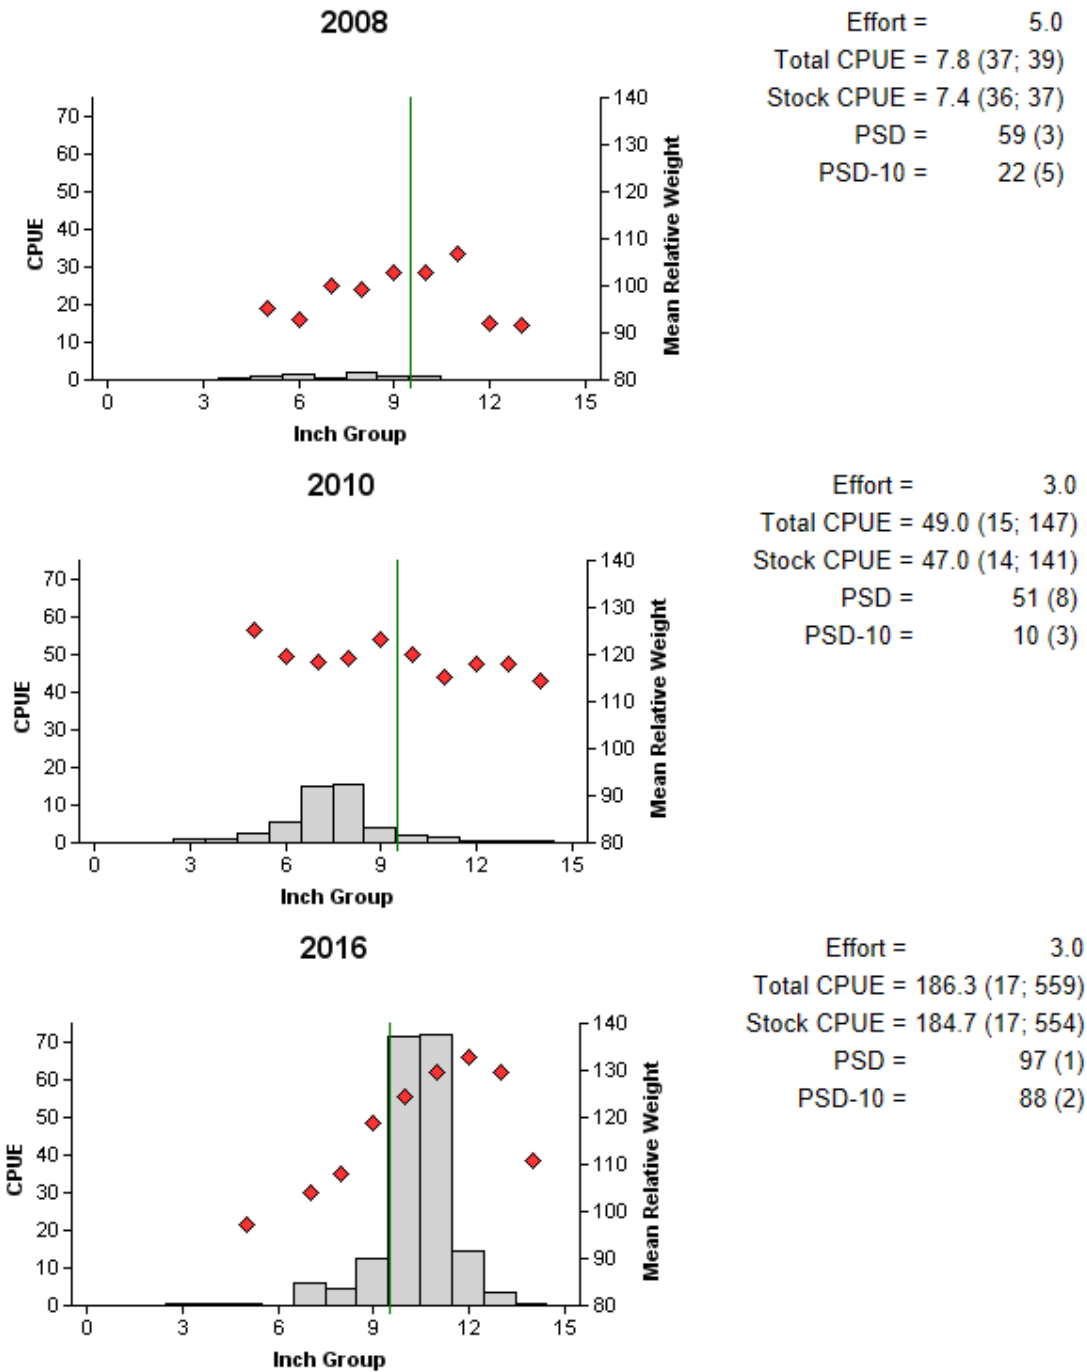 2008
Effort = 5.0
Total CPUE = 7.8 (37; 39)
Stock CPUE = 7.4 (36; 37)
PSD = 59 (3)
PSD-10 = 22 (5)
70
60
50
40
30
20
10
0
CPUE
140
130
120
110
100
90
80
Mean Relative Weight
0 3 6 9 12 15
Inch Group
2010
Effort = 3.0
Total CPUE = 49.0 (15; 147)
Stock CPUE = 47.0 (14; 141)
PSD = 51 (8)
PSD-10 = 10 (3)
70
60
50
40
30
20
10
0
CPUE
140
130
120
110
100
90
80
Mean Relative Weight
0 3 6 9 12 15
Inch Group
2016
Effort = 3.0
Total CPUE = 186.3 (17; 559)
Stock CPUE = 184.7 (17; 554)
PSD = 97 (1)
PSD-10 = 88 (2)
70
60
50
40
30
20
10
0
CPUE
140
130
120
110
100
90
80
Mean Relative Weight
0 3 6 9 12 15
Inch Group